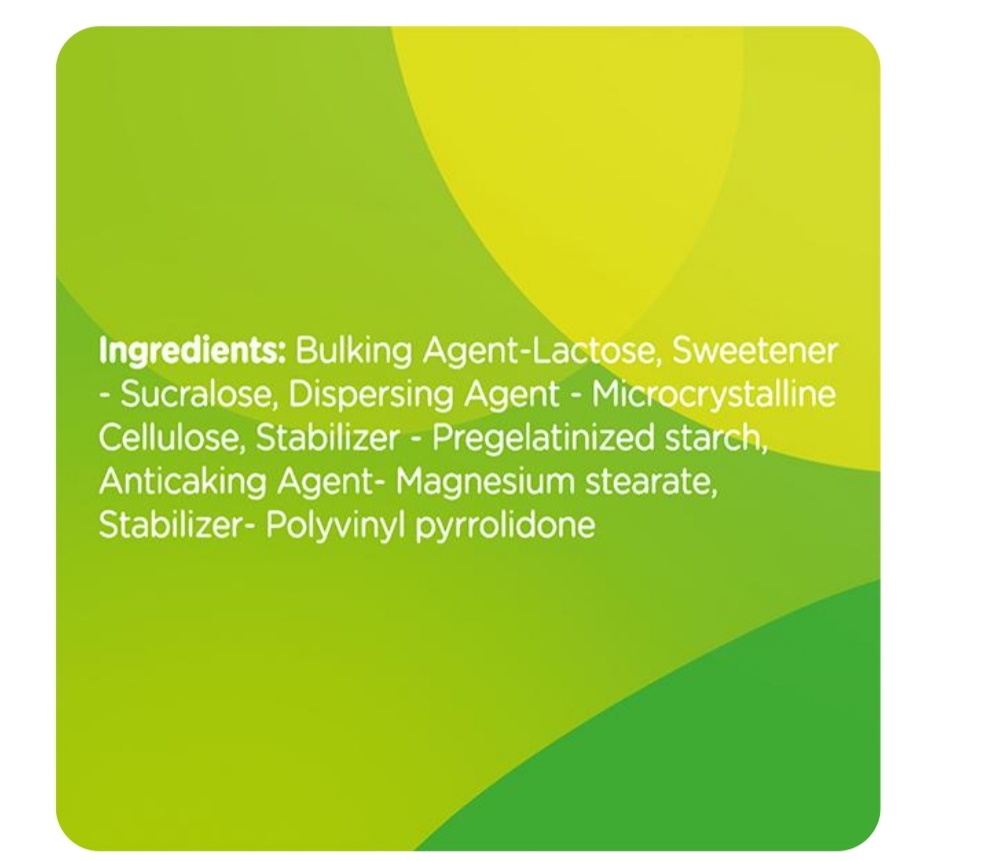 Ingredients: Bulking Agent-Lactose, Sweetener
- Sucralose, Dispersing Agent - Microcrystalline
Cellulose, Stabilizer - Pregelatinized starch,
Anticaking Agent- Magnesium stearate,
Stabilizer- Polyvinyl pyrrolidone